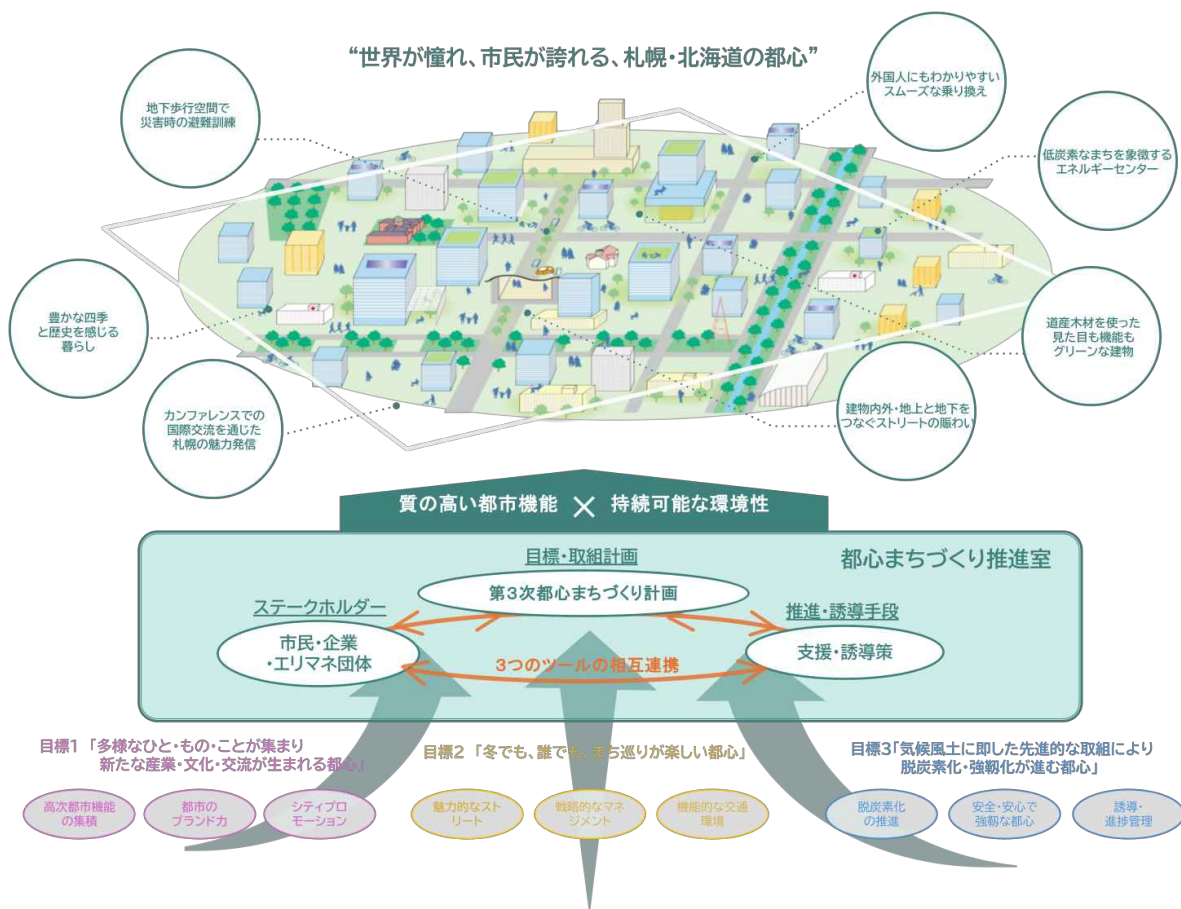 “世界が憧れ、市民が誇れる、札幌・北海道の都心”
地下歩行空間で
災害時の避難訓練
外国人にもわかりやすい
スムーズな乗り換え
低炭素なまちを象徴する
エネルギーセンター
豊かな四季
と歴史を感じる
暮らし
道産木材を使った
見た目も機能も
グリーンな建物
カンファレンスでの
国際交流を通じた
札幌の魅力発信
建物内外・地上と地下を
つなぐストリートの賑わい
質の高い都市機能 × 持続可能な環境性
都心まちづくり推進室
目標・取組計画
第3次都心まちづくり計画
ステークホルダー
市民・企業
・エリマネ団体
推進・誘導手段
支援・誘導策
3つのツールの相互連携
目標1 「多様なひと・もの・ことが集まり
新たな産業・文化・交流が生まれる都心」
高次都市機能
の集積
都市の
ブランド力
シティプロ
モーション
目標2 「冬でも、誰でも、まち巡りが楽しい都心」
魅力的なスト
リート
戦略的なマネ
ジメント
機能的な交通
環境
目標3「気候風土に即した先進的な取組により
脱炭素化・強靭化が進む都心」
脱炭素化
の推進
安全・安心で
強靭な都心
誘導・
進捗管理